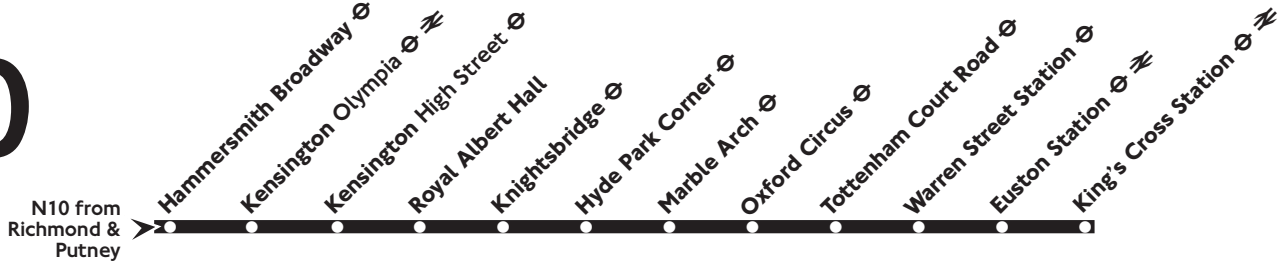 0
Hammersmith Broadway
Kensington Olympia
Kensington High Street
Royal Albert Hall
Knightsbridge
Hyde Park Corner
Marble Arch
Oxford Circus
Tottenham Court Road
Warren Street Station
Euston Station
King's Cross Station
N10 from
Richmond &
Putney